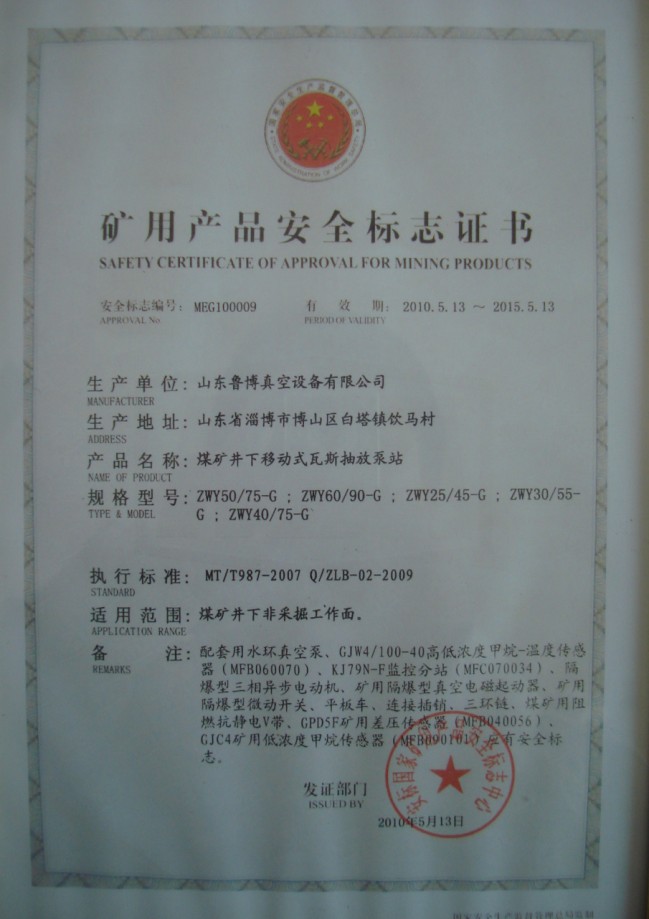 矿用产品安全标志证书
SAFETY CERTIFICATE OF APPROVAL FOR MINING PRODUCTS
安全标志编号: MEG100009 有 效 期: 2010.5.13 ～ 2015.5.13
APPROVAL No PERIOD OF VALIDITY
生产单位: 山东鲁博真空设备有限公司
MANUFACTURER
生产地址: 山东省淄博市博山区白塔镇饮马村
ADDRESS
产品名称: 煤矿井下移动式瓦斯抽放泵站
NAME OF PRODUCT
规格型号: ZWY50/75-G ; ZWY60/90-G ; ZWY25/45-G ; ZWY30/55-
TYPE & MODEL G ; ZWY40/75-G
执行标准: MT/T987-2007 Q/ZLB-02-2009
STANDARD
适用范围: 煤矿井下非采掘工作面。
APPLICATION RANGE
备 注: 配套用水环真空泵、GJW4/100-40高低浓度甲烷-温度传感
REMARKS 器（MFB060070）、KJ79N-F监控分站（MFC070034）、隔
爆型三相异步电动机、矿用隔爆型真空电磁起动器、矿用
隔爆型微动开关、平板车、连接插销、三环链、煤矿用阻
燃抗静电V带、GPD5F矿用差压传感器（MFB040056）、
GJC4矿用低浓度甲烷传感器（MFB090101）应有安全标
志。
发证部门
ISSUED BY
2010年5月13日